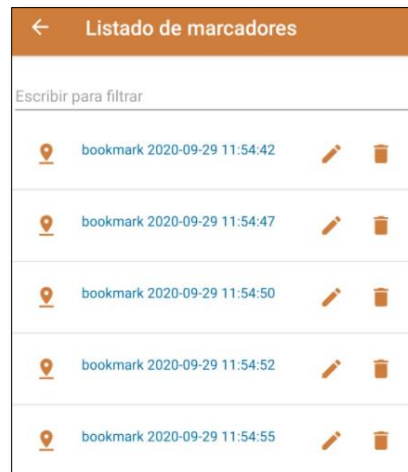 Listado de marcadores
Escribir para filtrar
bookmark 2020-09-29 11:54:42
bookmark 2020-09-29 11:54:47
bookmark 2020-09-29 11:54:50
bookmark 2020-09-29 11:54:52
bookmark 2020-09-29 11:54:55